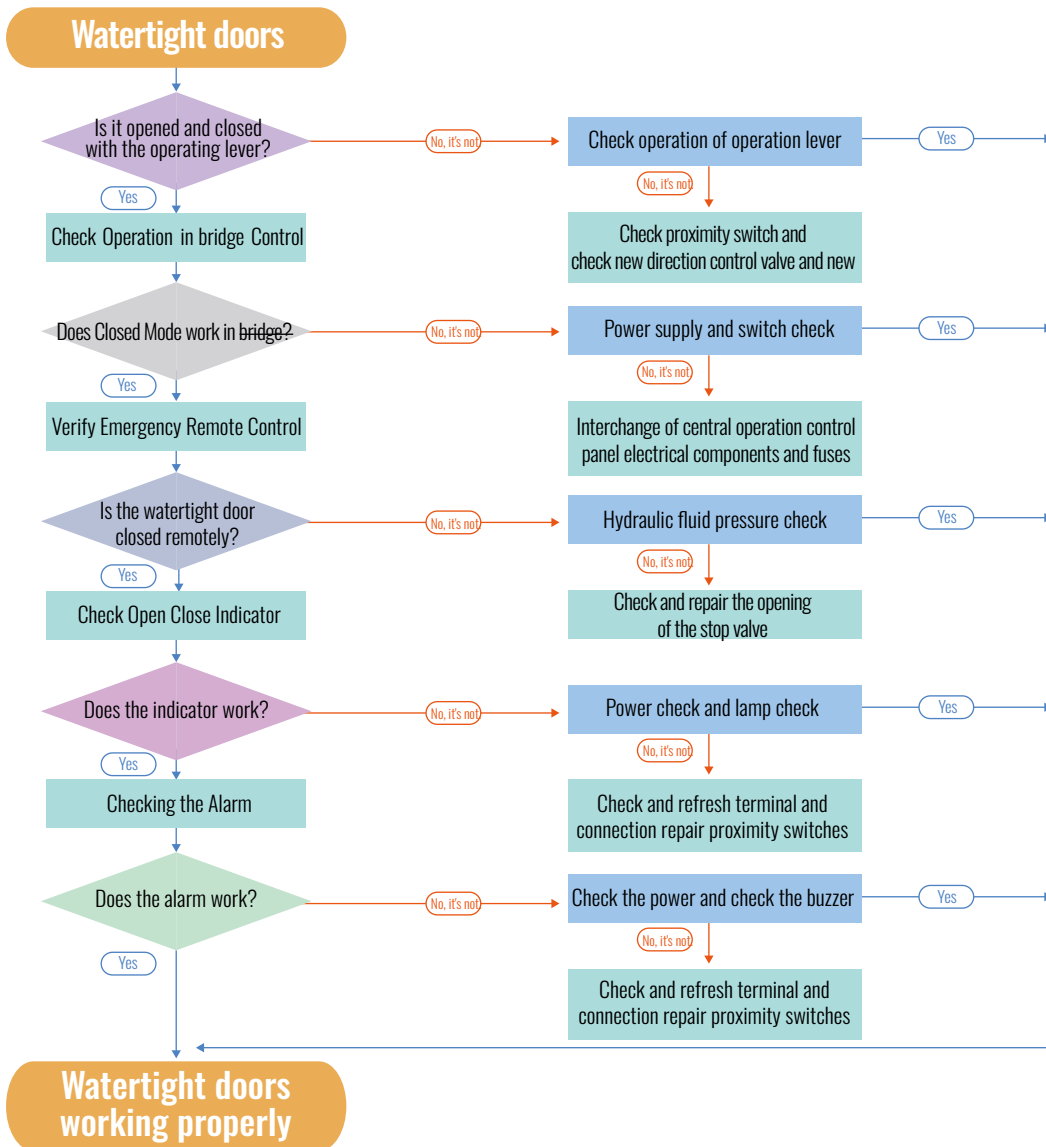 Watertight doors
Is it opened and closed
with the operating lever?
No, it's not
Check operation of operation lever
Yes
Yes
No, it's not
Check Operation in bridge Control
Check proximity switch and
check new direction control valve and new
Does Closed Mode work in bridge?
No, it's not
Power supply and switch check
Yes
Yes
No, it's not
Verify Emergency Remote Control
Interchange of central operation control
panel electrical components and fuses
Is the watertight door
closed remotely?
No, it's not
Hydraulic fluid pressure check
Yes
Yes
No, it's not
Check Open Close Indicator
Check and repair the opening
of the stop valve
Does the indicator work?
No, it's not
Power check and lamp check
Yes
Yes
No, it's not
Checking the Alarm
Check and refresh terminal and
connection repair proximity switches
Does the alarm work?
No, it's not
Check the power and check the buzzer
Yes
Yes
No, it's not
Check and refresh terminal and
connection repair proximity switches
Watertight doors
working properly